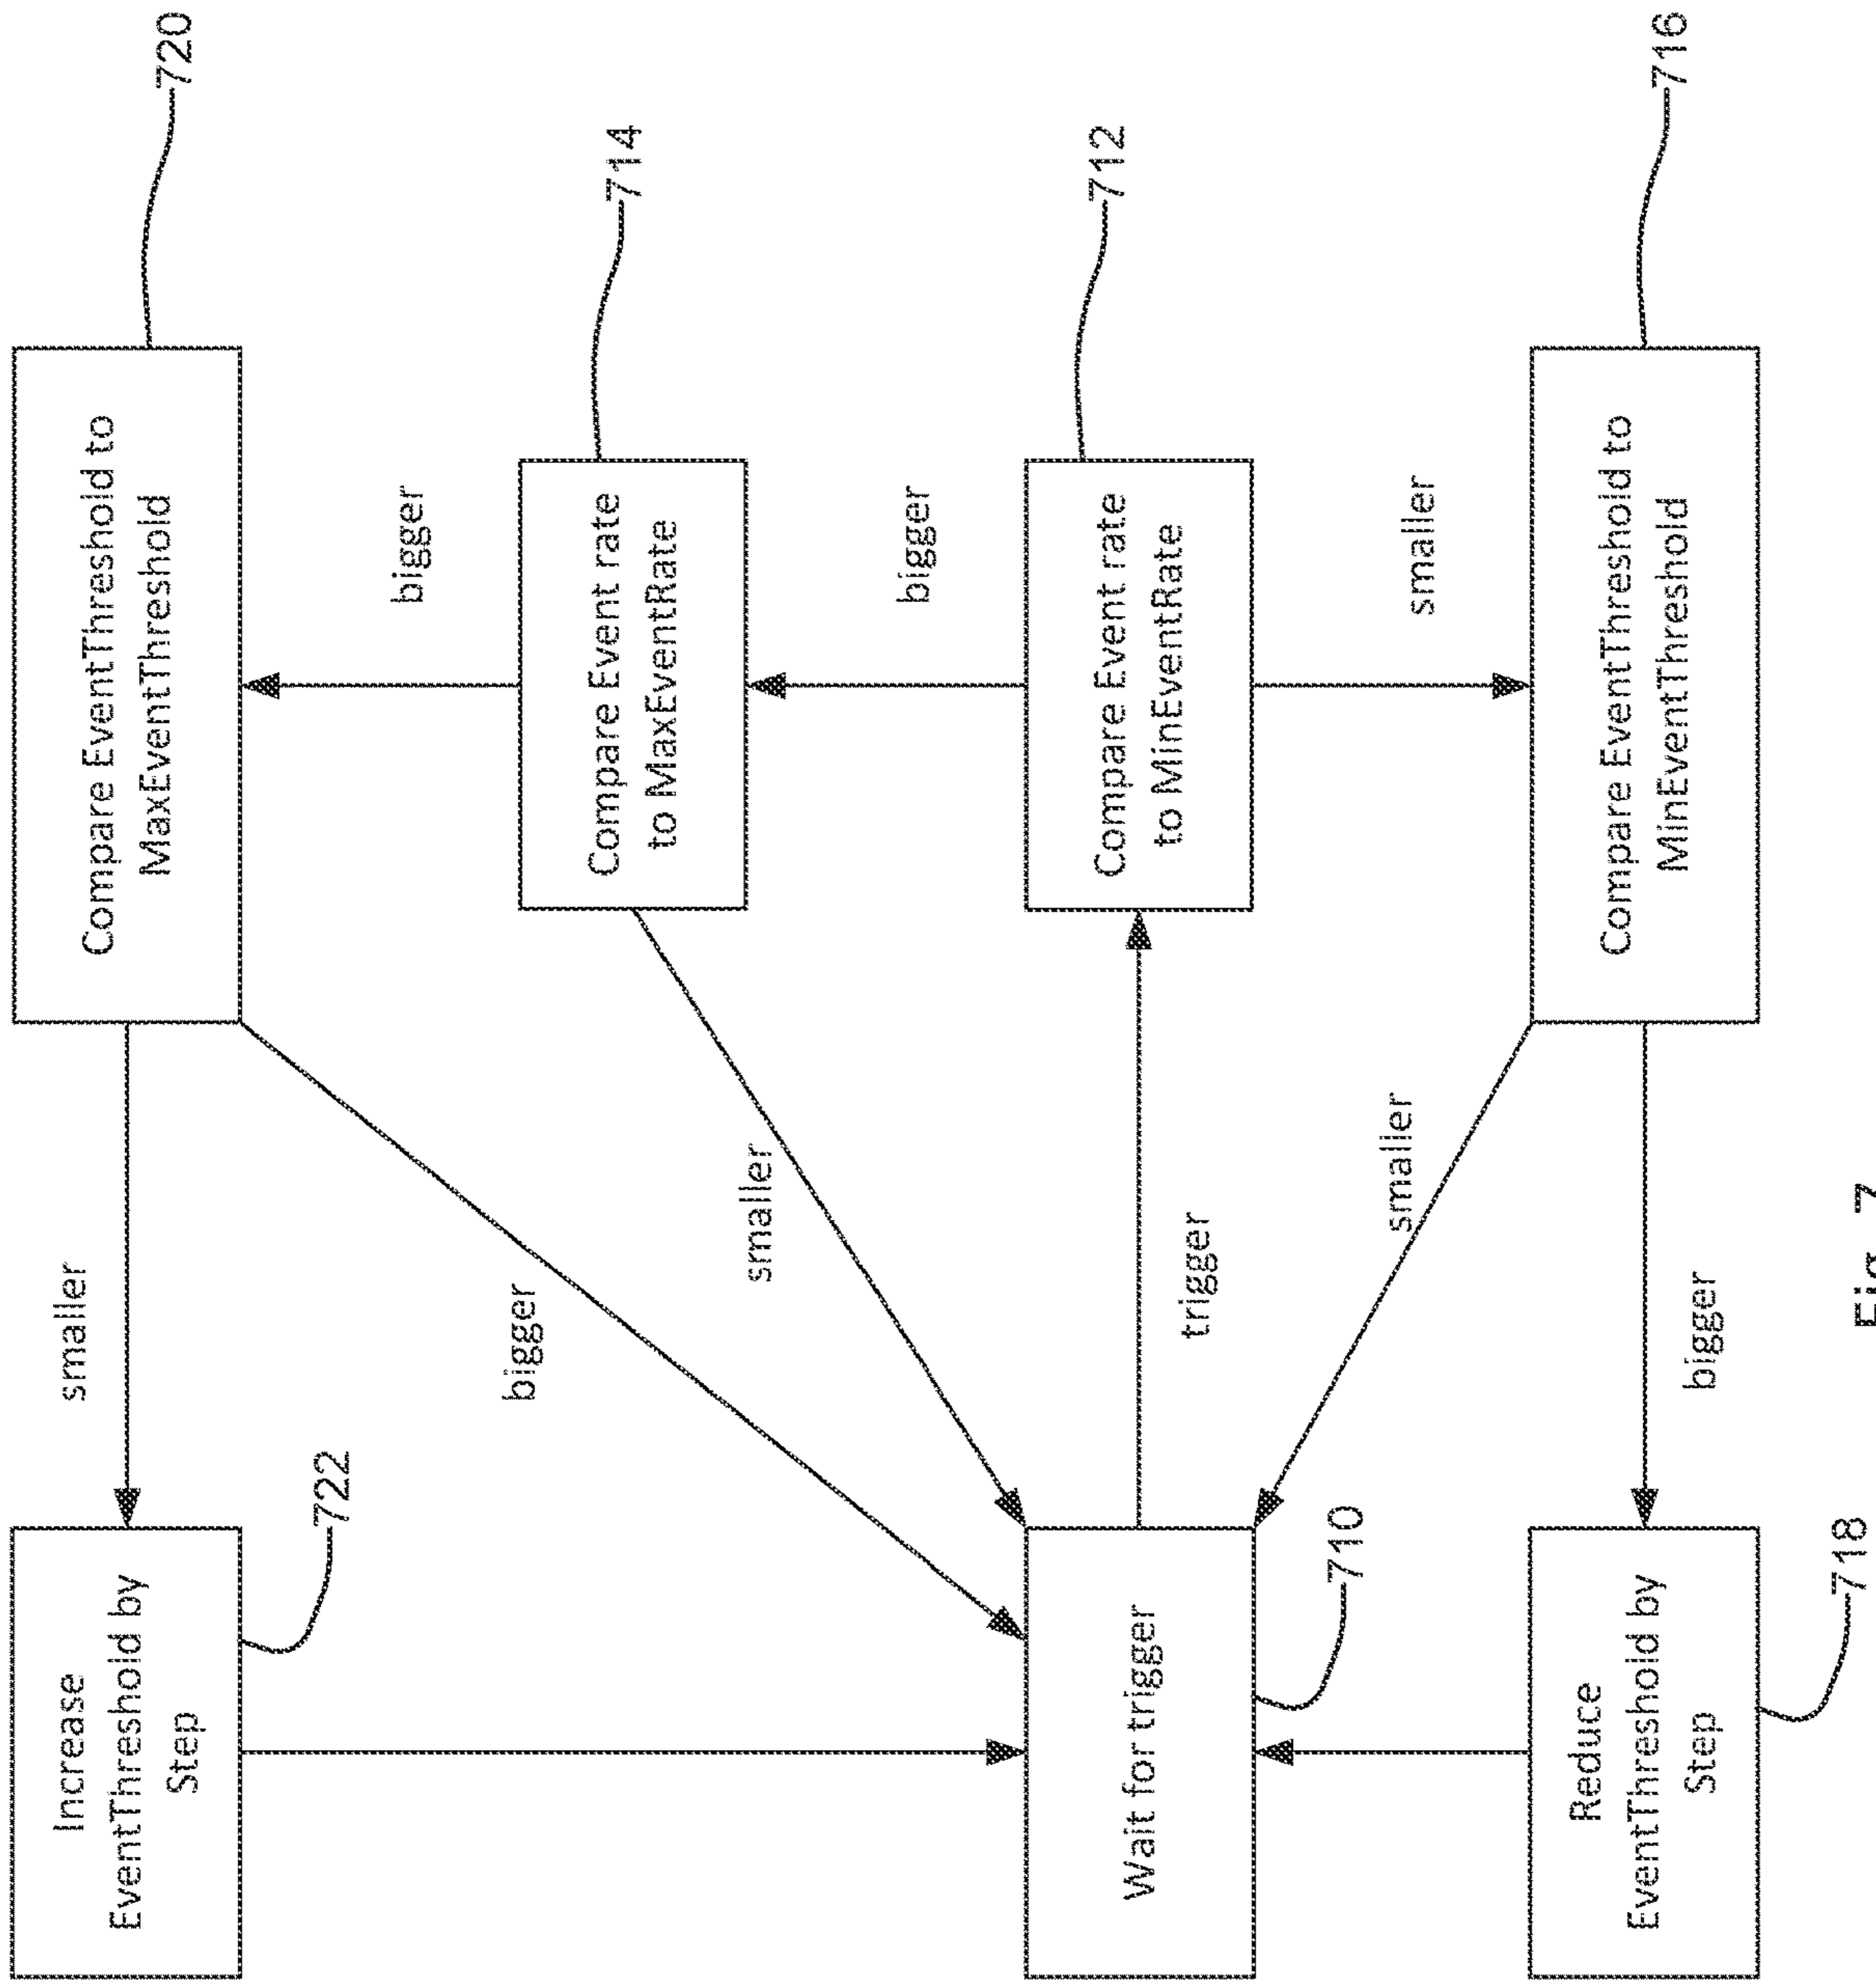 Increase
EventThreshold by
Step
smaller
Compare EventThreshold to
MaxEventThreshold
720
722
bigger
bigger
smaller
Compare Event rate
to MaxEventRate
714
bigger
Wait for trigger
710
trigger
Compare Event rate
to MinEventRate
712
smaller
smaller
Reduce
EventThreshold by
Step
718
bigger
Compare EventThreshold to
MinEventThreshold
716
Fig. 7